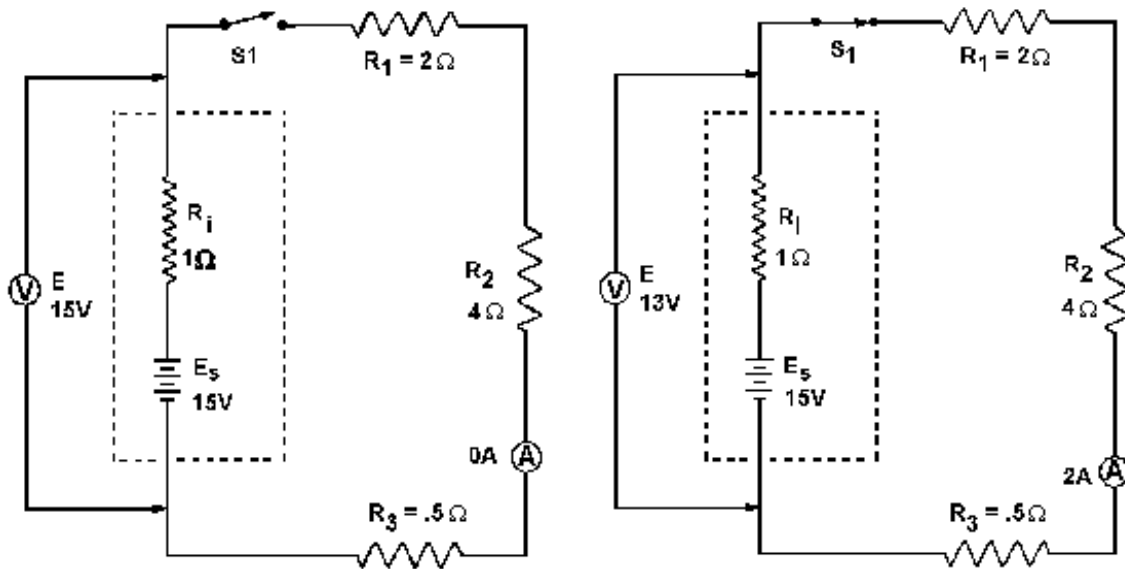 S1
R1 = 2Ω
Ri
1Ω
E
15V
R2
4Ω
Es
15V
0A
A
V
R3 = .5Ω
S1
R1 = 2Ω
RI
1Ω
E
13V
R2
4Ω
Es
15V
2A
A
V
R3 = .5Ω